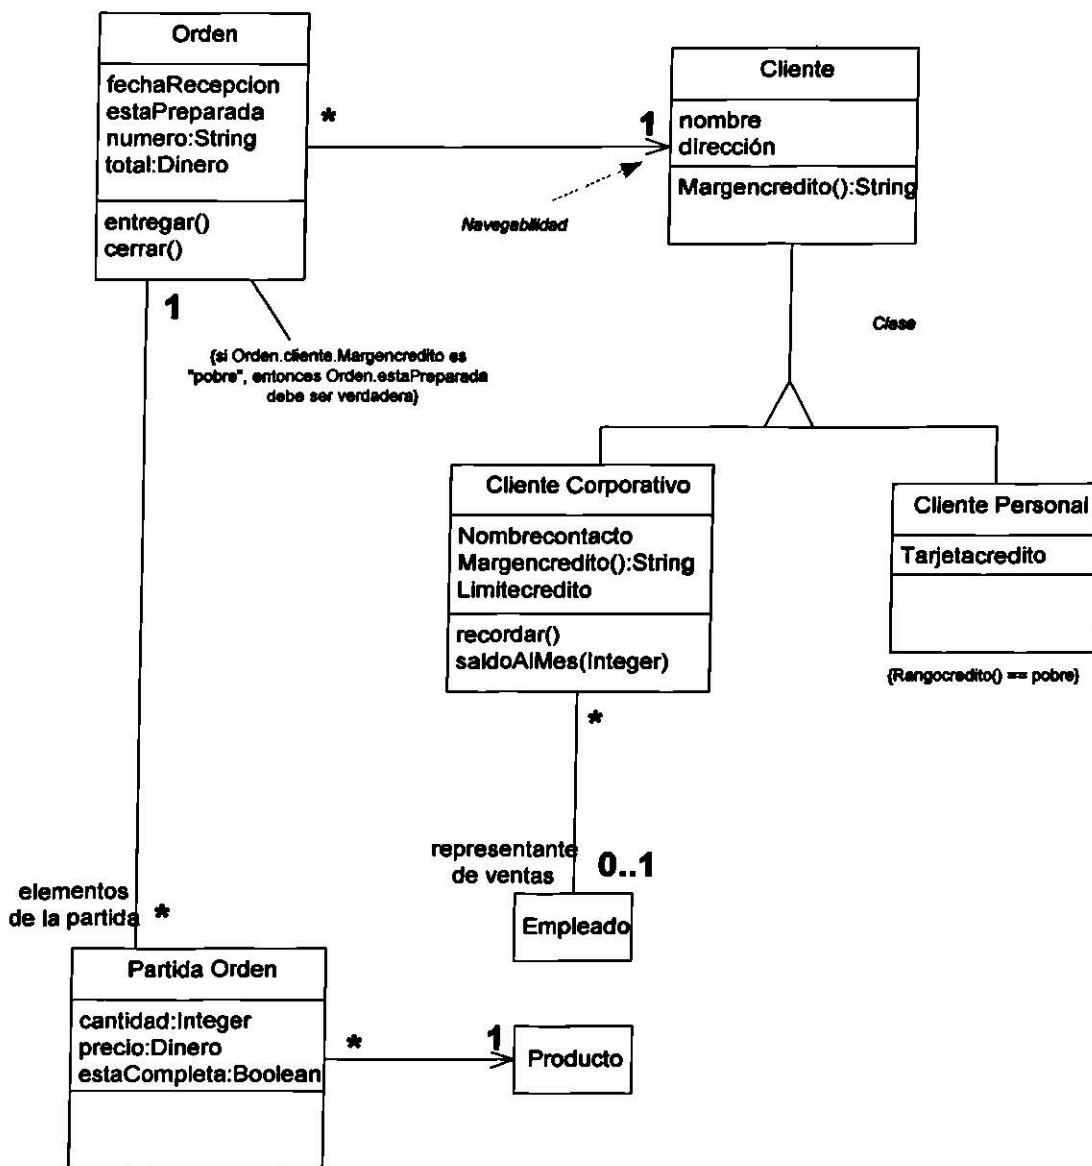 Orden
fechaRecepcion
estaPreparada
numero:String
total:Dinero
entregar()
cerrar()
*
1
Cliente
nombre
dirección
Margencredito():String
Navegabilidad
1
{si Orden.cliente.Margencredito es
"pobre", entonces Orden.estaPreparada
debe ser verdadera}
Clase
Cliente Corporativo
Nombrecontacto
Margencredito():String
Limitecredito
recordar()
saldoAlMes(Integer)
Cliente Personal
Tarjetacredito
{Rangocredito() == pobre}
*
representante
de ventas
0..1
Empleado
elementos
de la partida
*
Partida Orden
cantidad:Integer
precio:Dinero
estaCompleta:Boolean
*
1
Producto